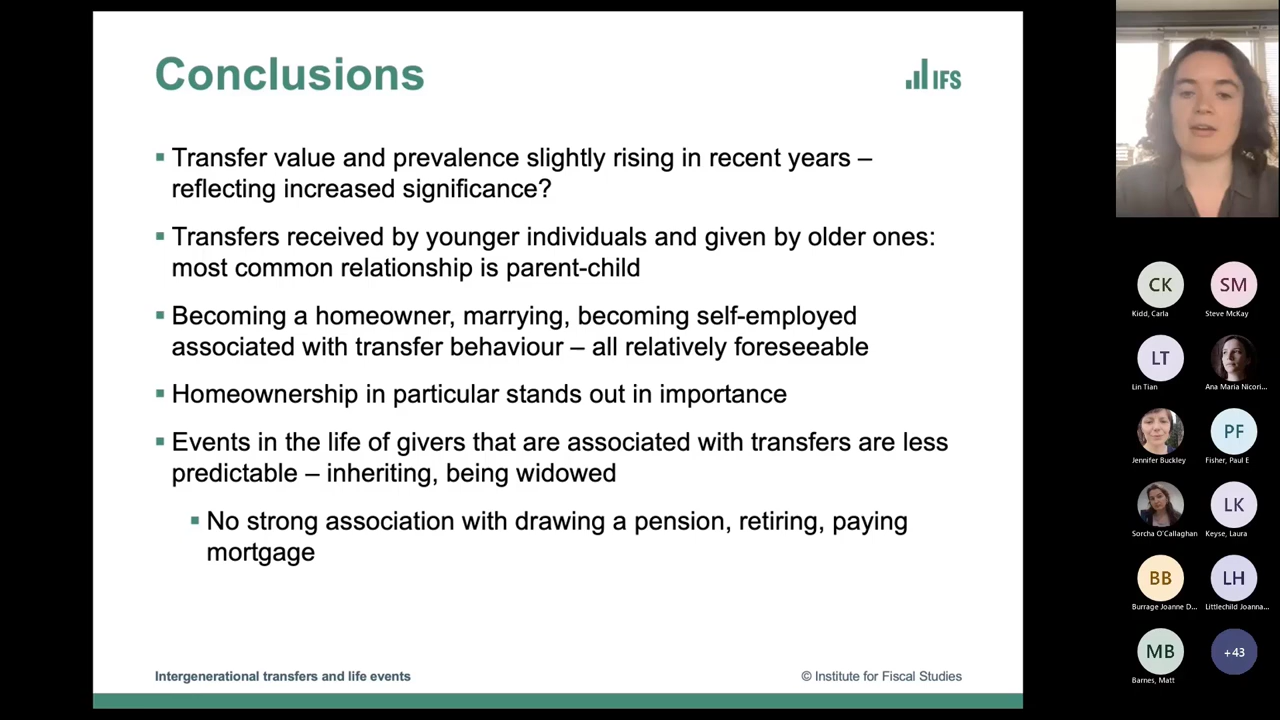 Conclusions
IFS
▪ Transfer value and prevalence slightly rising in recent years –
reflecting increased significance?
▪ Transfers received by younger individuals and given by older ones:
most common relationship is parent-child
▪ Becoming a homeowner, marrying, becoming self-employed
associated with transfer behaviour – all relatively foreseeable
▪ Homeownership in particular stands out in importance
▪ Events in the life of givers that are associated with transfers are less
predictable – inheriting, being widowed
▪ No strong association with drawing a pension, retiring, paying
mortgage
Intergenerational transfers and life events
© Institute for Fiscal Studies
CK
Kidd, Carla
SM
Steve McKay
LT
Lin Tian
Ana Maria Nicori...
Jennifer Buckley
PF
Fisher, Paul E
Sorcha O'Callaghan
LK
Keyse, Laura
BB
Burrage Joanne D...
LH
Littlechild Joanna...
MB
Barnes, Matt
+43